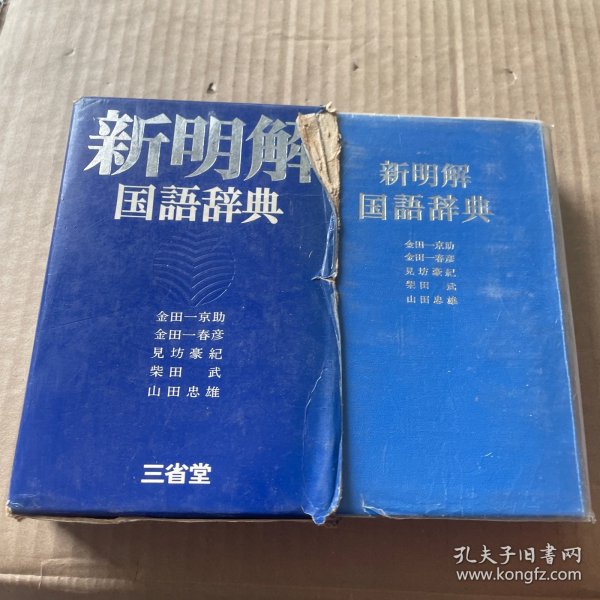 新明解
国語辞典
金田一京助
金田一春彦
見坊豪紀
柴田武
山田忠雄
三省堂
新明解
国語辞典
金田一京助
金田一春彦
見坊豪紀
柴田武
山田忠雄
孔夫子旧书网
www.kongfz.com